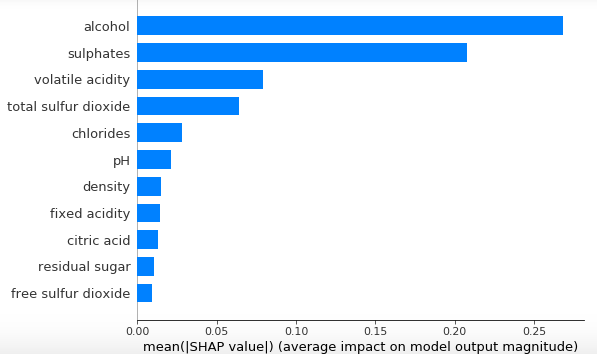 alcohol
sulphates
volatile acidity
total sulfur dioxide
chlorides
pH
density
fixed acidity
citric acid
residual sugar
free sulfur dioxide
0.00 0.05 0.10 0.15 0.20 0.25
mean(|SHAP value|) (average impact on model output magnitude)